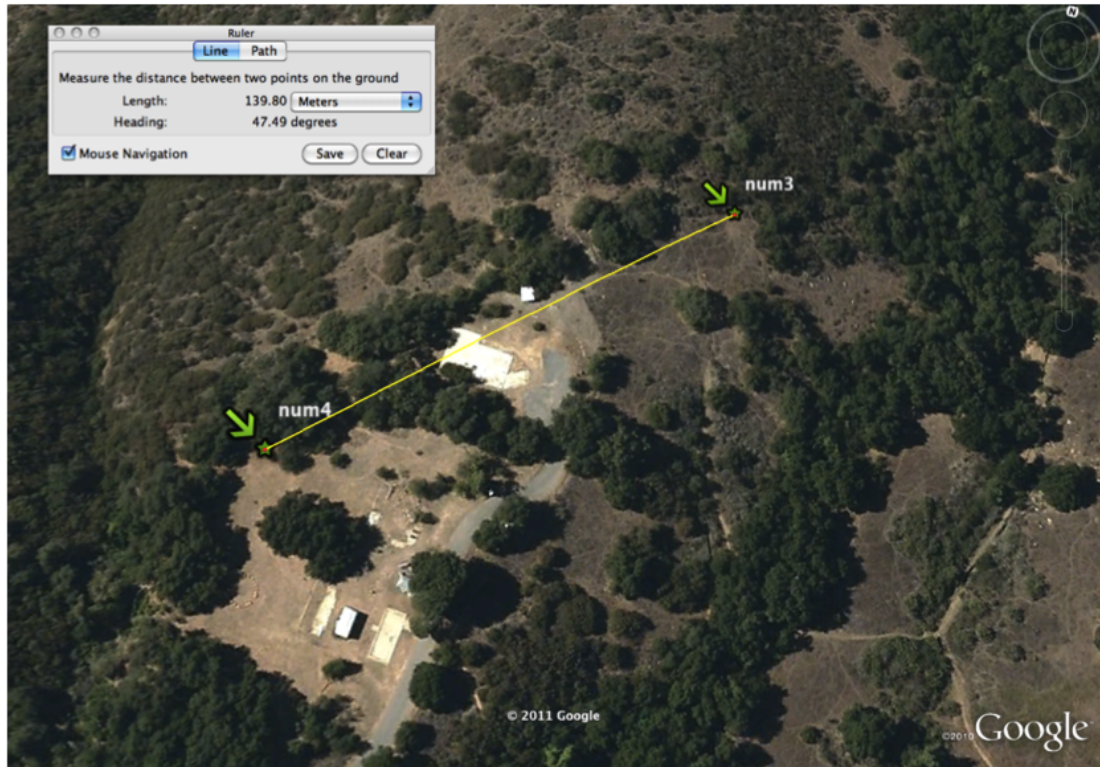 Ruler
Line Path
Measure the distance between two points on the ground
Length: 139.80 Meters
Heading: 47.49 degrees
Mouse Navigation Save Clear
N
num3
num4
© 2011 Google
©2010 Google